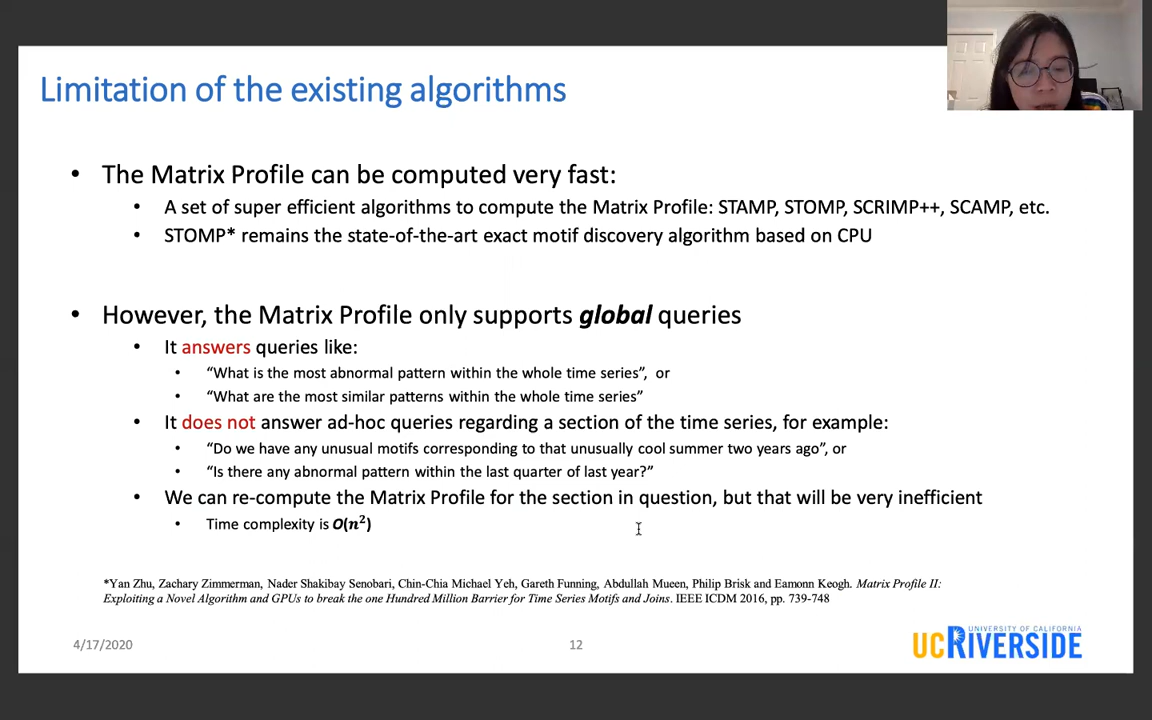 Limitation of the existing algorithms
• The Matrix Profile can be computed very fast:
• A set of super efficient algorithms to compute the Matrix Profile: STAMP, STOMP, SCRIMP++, SCAMP, etc.
• STOMP* remains the state-of-the-art exact motif discovery algorithm based on CPU
• However, the Matrix Profile only supports global queries
• It answers queries like:
• “What is the most abnormal pattern within the whole time series”, or
• “What are the most similar patterns within the whole time series”
• It does not answer ad-hoc queries regarding a section of the time series, for example:
• “Do we have any unusual motifs corresponding to that unusually cool summer two years ago”, or
• “Is there any abnormal pattern within the last quarter of last year?”
• We can re-compute the Matrix Profile for the section in question, but that will be very inefficient
• Time complexity is O(n²)
*Yan Zhu, Zachary Zimmerman, Nader Shakibay Senobari, Chin-Chia Michael Yeh, Gareth Funning, Abdullah Mueen, Philip Brisk and Eamonn Keogh. Matrix Profile II:
Exploiting a Novel Algorithm and GPUs to break the one Hundred Million Barrier for Time Series Motifs and Joins. IEEE ICDM 2016, pp. 739-748
4/17/2020
12
UNIVERSITY OF CALIFORNIA
UCRIVERSIDE